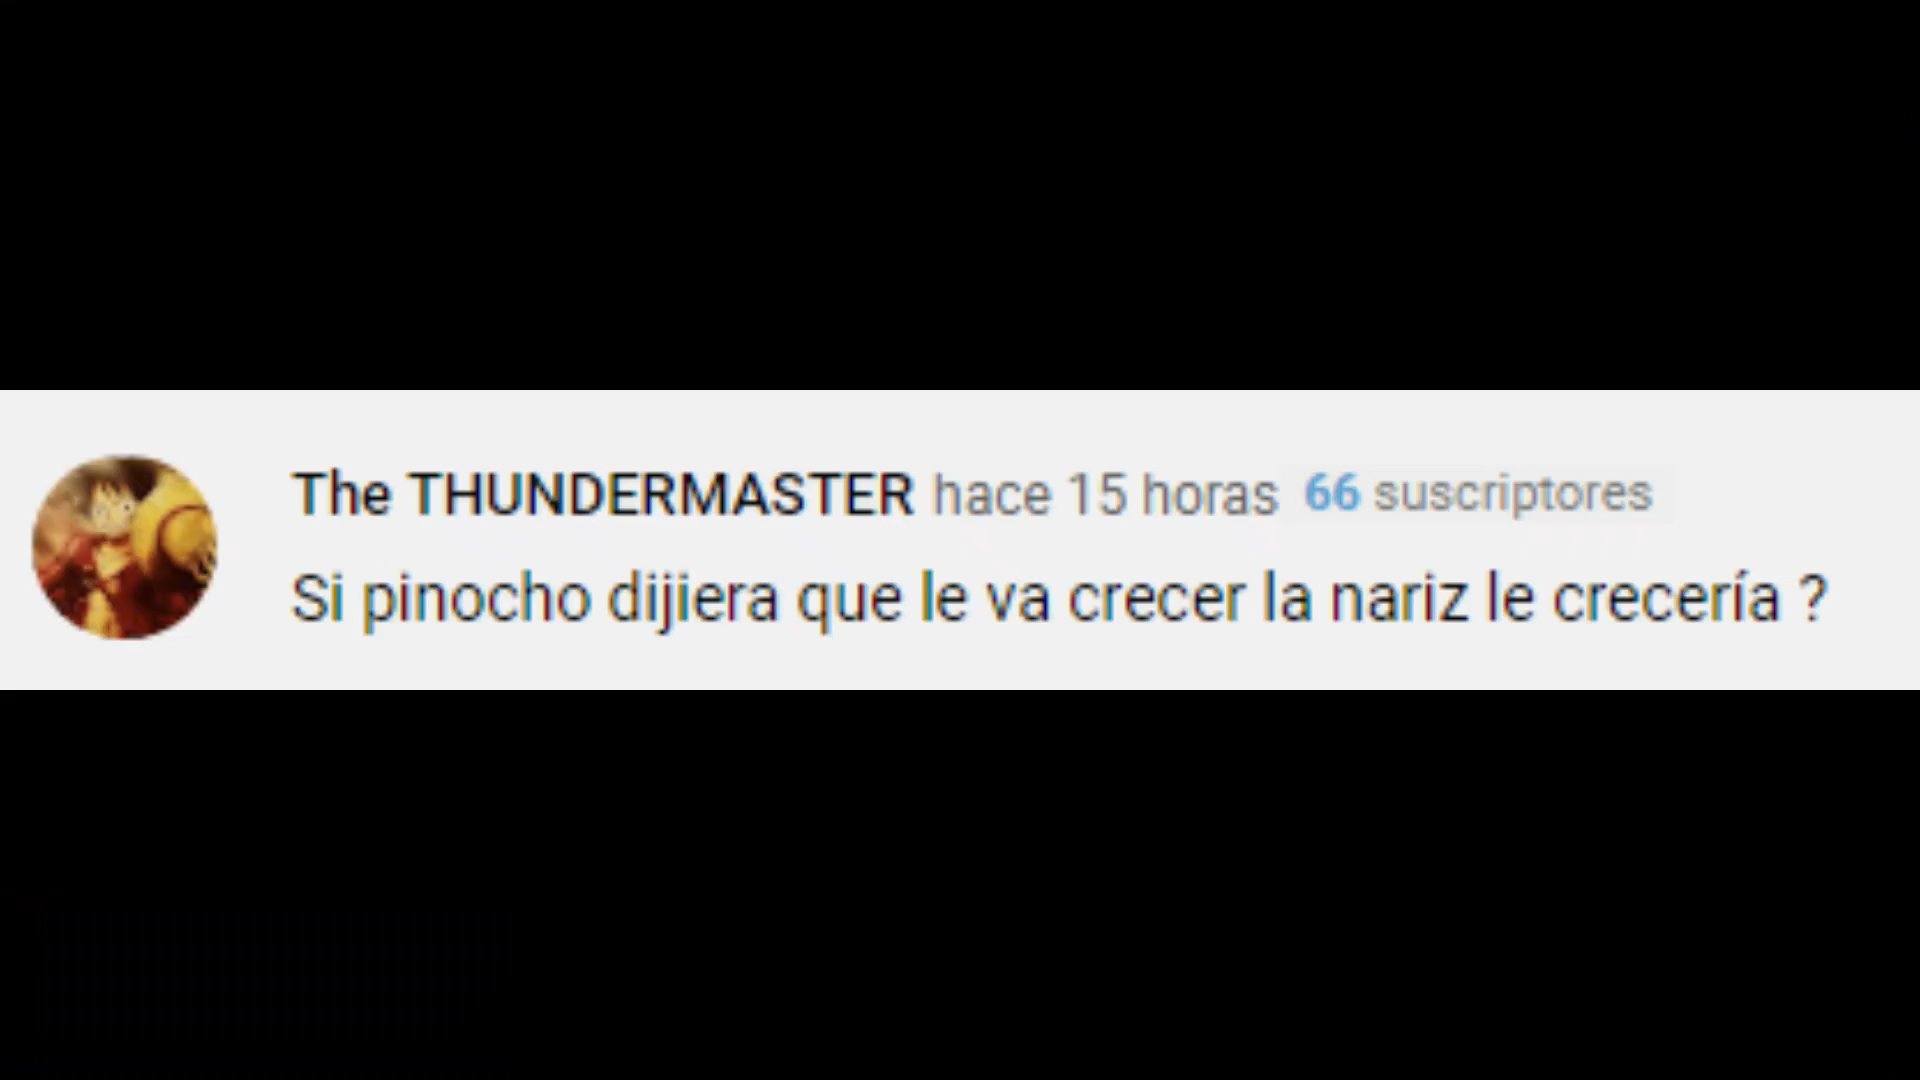 The THUNDERMASTER hace 15 horas 66 suscriptores
Si pinocho dijiera que le va crecer la nariz le crecería ?